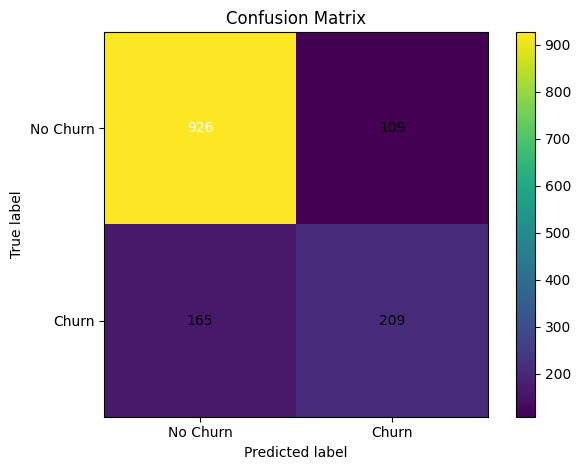 Confusion Matrix
True label
No Churn
926
109
Churn
165
209
No Churn
Churn
Predicted label
900
800
700
600
500
400
300
200